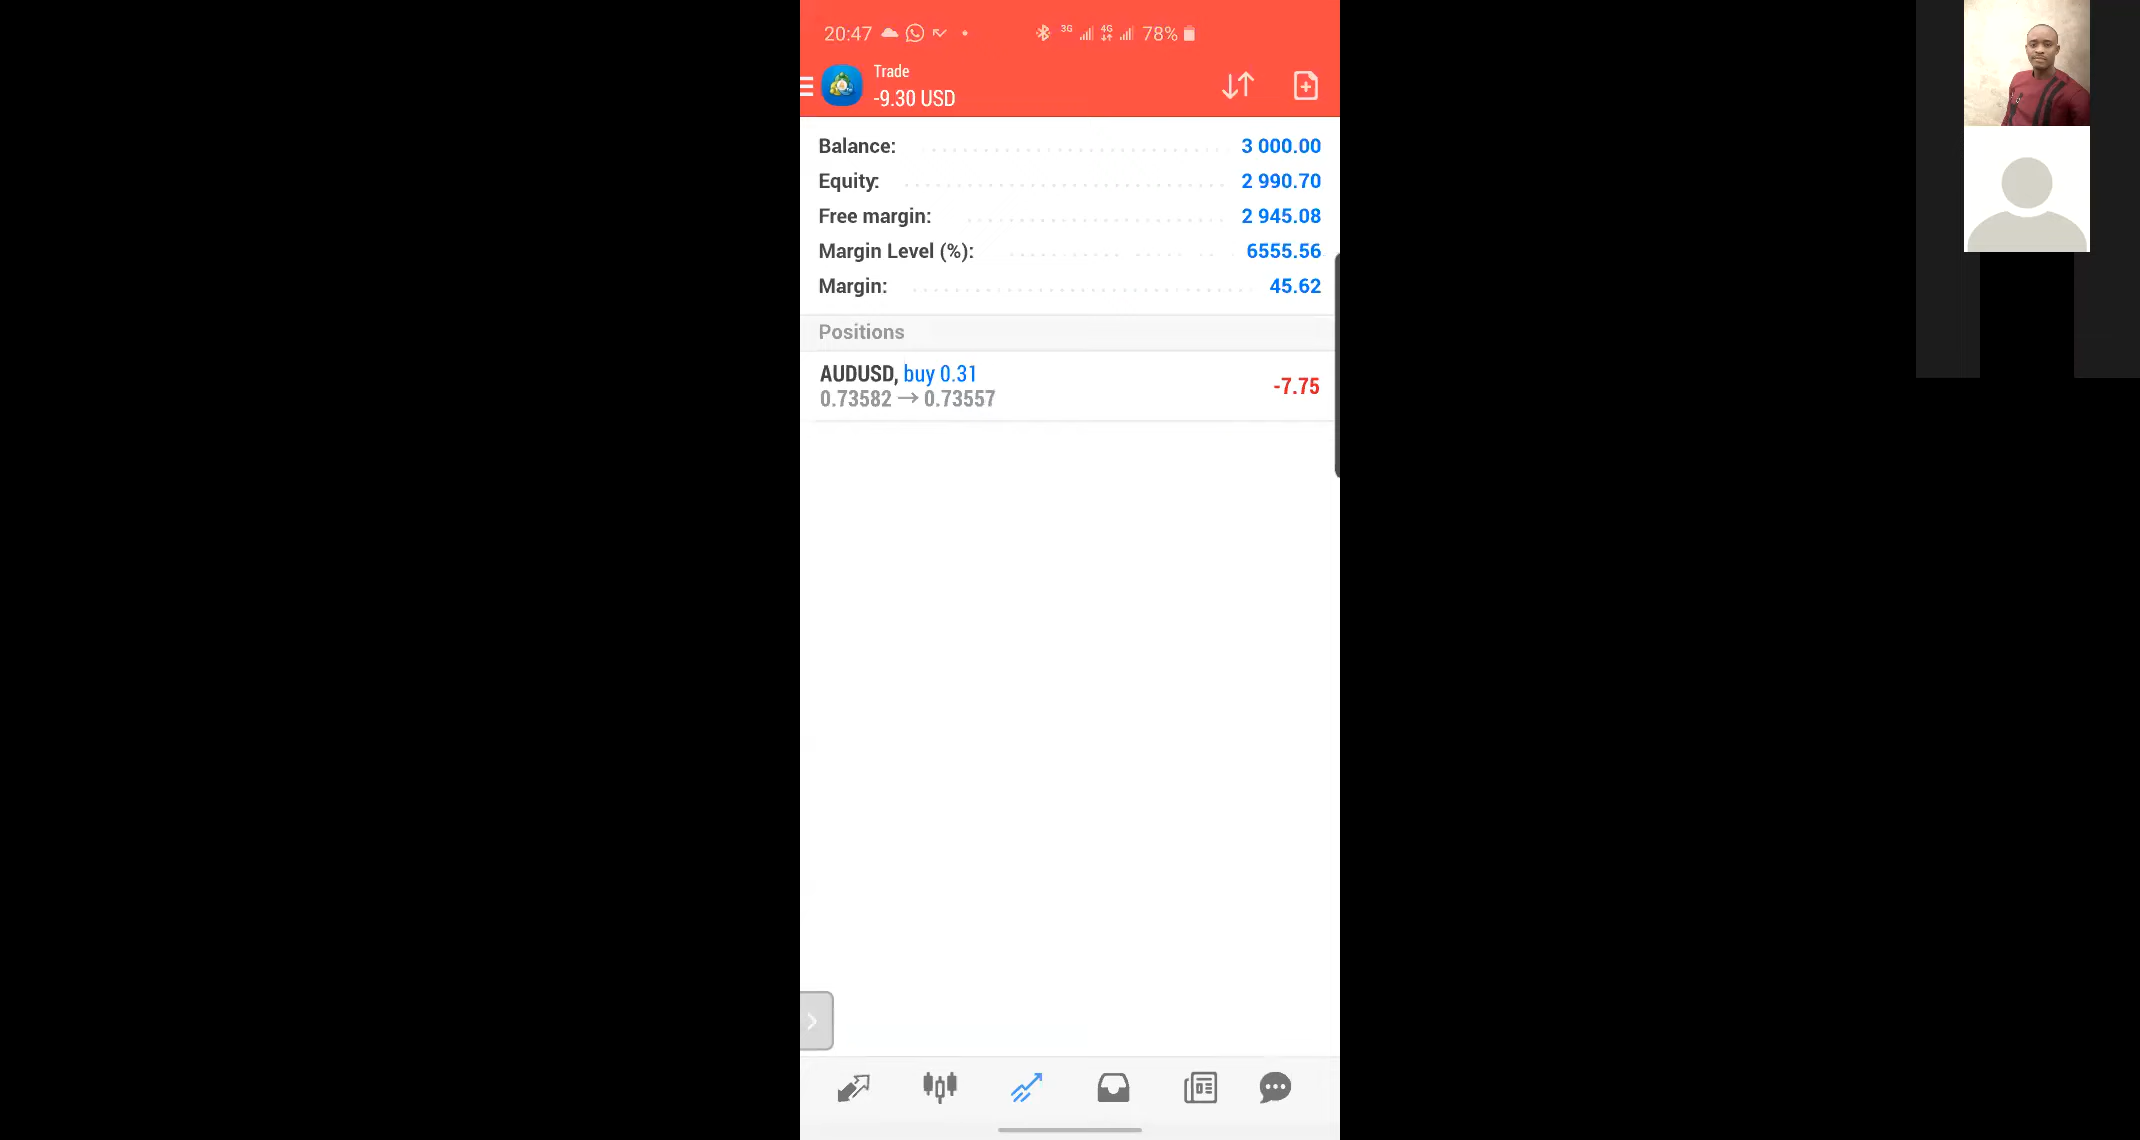 20:47 3G 4G 78%
Trade
-9.30 USD
Balance: 3 000.00
Equity: 2 990.70
Free margin: 2 945.08
Margin Level (%): 6555.56
Margin: 45.62
Positions
AUDUSD, buy 0.31
-7.75
0.73582 → 0.73557